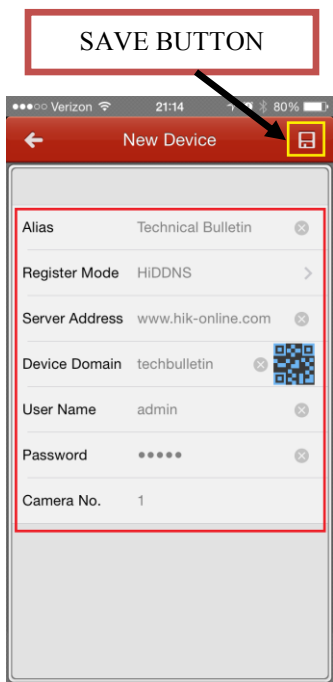 SAVE BUTTON
Verizon 21:14 80%
New Device
Alias Technical Bulletin
Register Mode HiDDNS
Server Address www.hik-online.com
Device Domain techbulletin
User Name admin
Password •••••
Camera No. 1